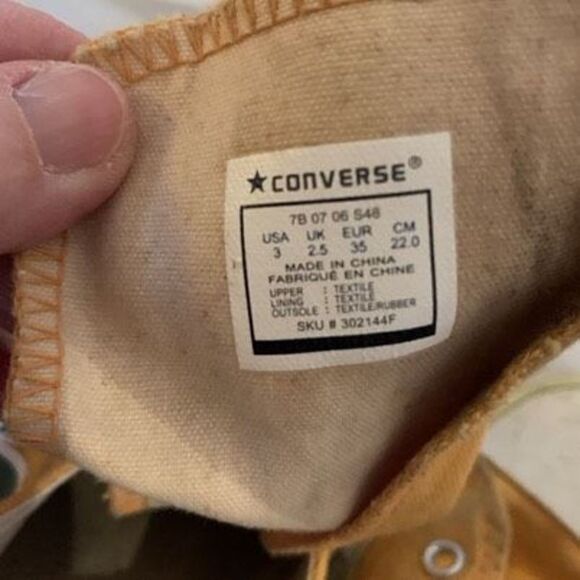 ★CONVERSE®
7B 07 06 S48
USA UK EUR CM
3 2.5 35 22.0
MADE IN CHINA
FABRIQUÉ EN CHINE
UPPER : TEXTILE
LINING : TEXTILE
OUTSOLE : TEXTILE/RUBBER
SKU # 302144F